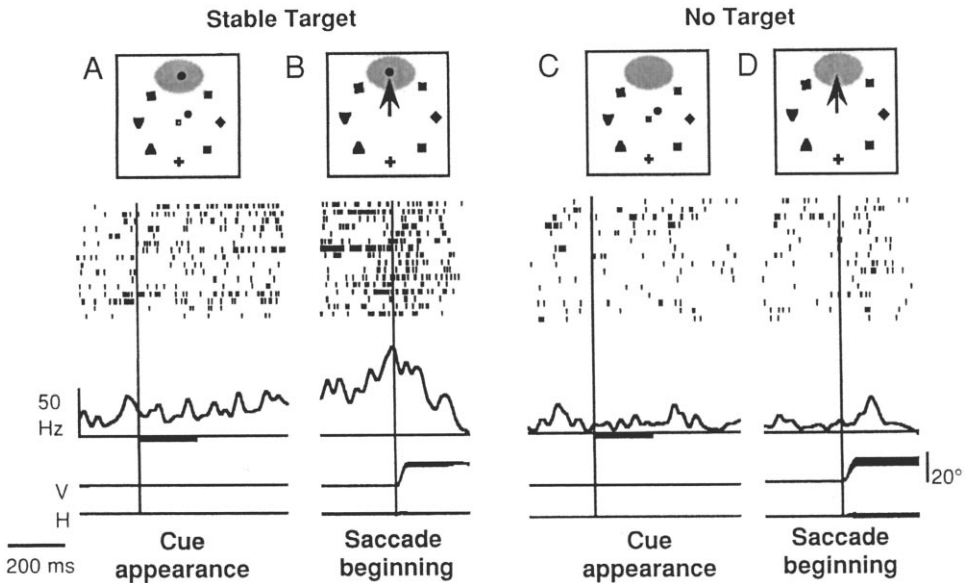 Stable Target
No Target
A
B
C
D
50
Hz
V
H
20°
200 ms
Cue
appearance
Saccade
beginning
Cue
appearance
Saccade
beginning